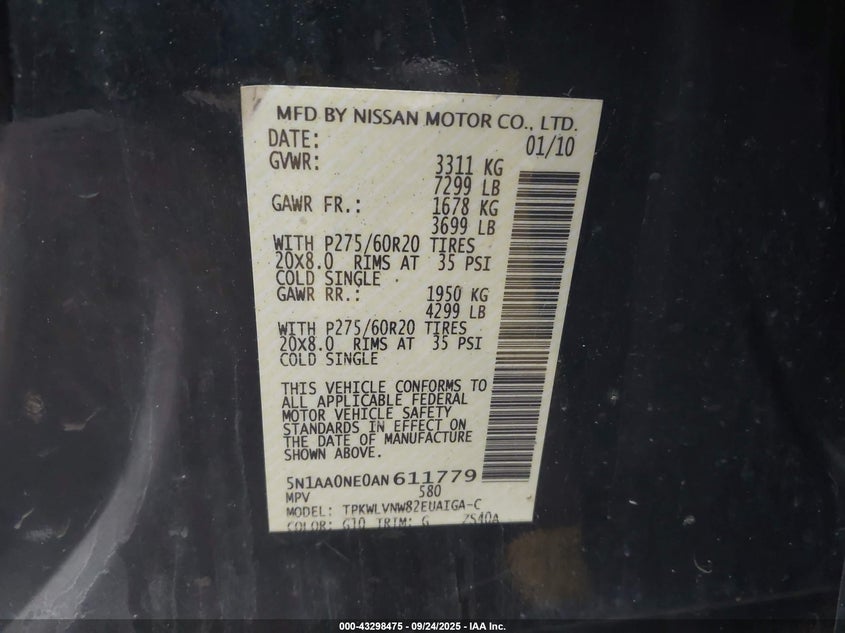 MFD BY NISSAN MOTOR CO., LTD.
DATE: 01/10
GVWR: 3311 KG
7299 LB
GAWR FR.: 1678 KG
3699 LB
WITH P275/60R20 TIRES
20X8.0 RIMS AT 35 PSI
COLD SINGLE .
GAWR RR.: 1950 KG
4299 LB
WITH P275/60R20 TIRES
20X8.0 RIMS AT 35 PSI
COLD SINGLE
THIS VEHICLE CONFORMS TO
ALL APPLICABLE FEDERAL
MOTOR VEHICLE SAFETY
STANDARDS IN EFFECT ON
THE DATE OF MANUFACTURE
SHOWN ABOVE.
5N1AA0NE0AN611779
MPV 580
MODEL: TPKWLVNW82EUAIGA-C
COLOR: G10 TRIM: G 2S40A
000-43298475 - 09/24/2025 - IAA Inc.